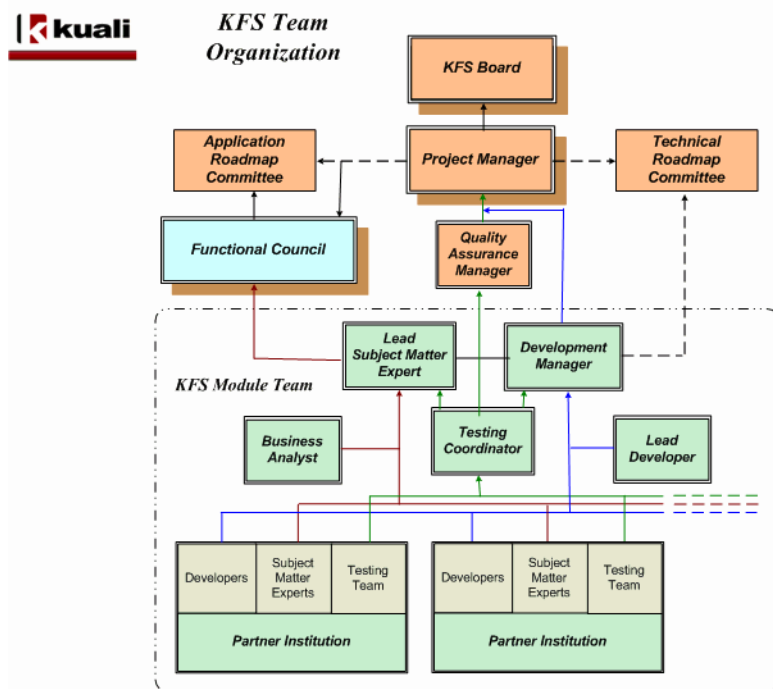 kuali
KFS Team
Organization
KFS Board
Application
Roadmap
Committee
Project Manager
Technical
Roadmap
Committee
Functional Council
Quality
Assurance
Manager
Lead
Subject Matter
Expert
Development
Manager
KFS Module Team
Business
Analyst
Testing
Coordinator
Lead
Developer
Developers
Subject
Matter
Experts
Testing
Team
Partner Institution
Developers
Subject
Matter
Experts
Testing
Team
Partner Institution